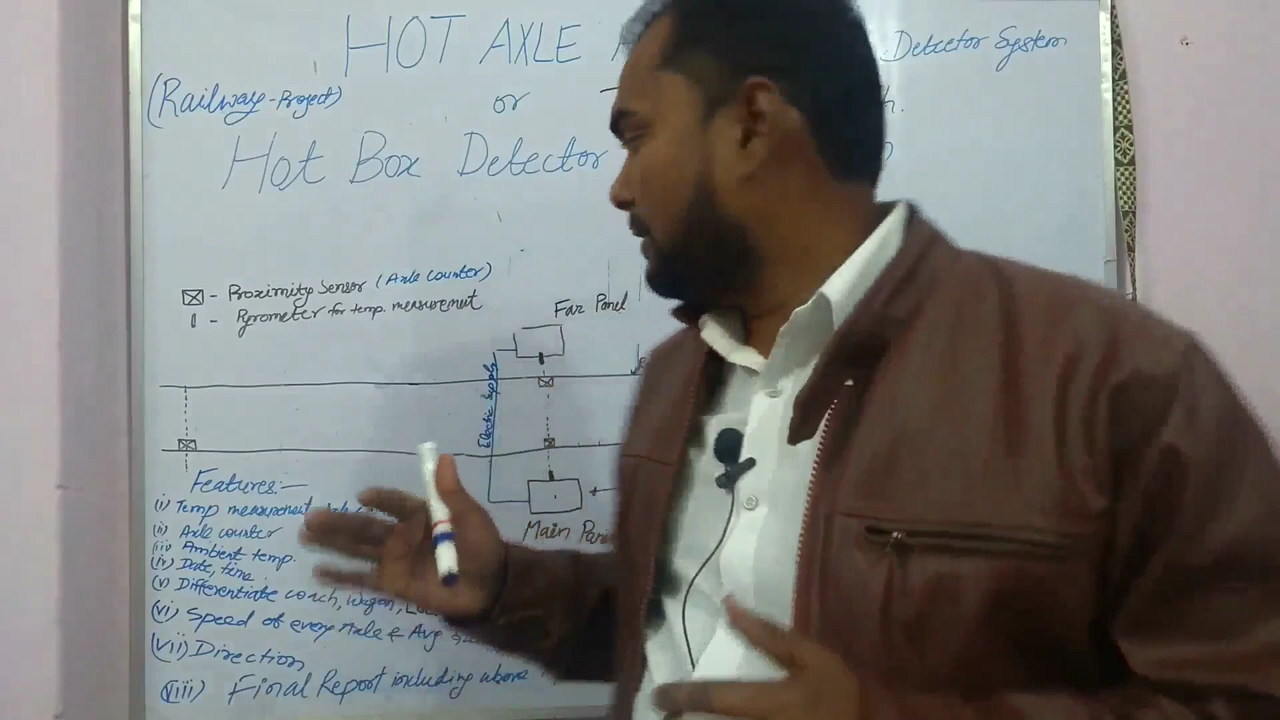 HOT AXLE
Detector System
(Railway-Project)
or
Hot Box Detector
- Proximity Sensor (Axle counter)
- Pyrometer for temp. measurement
Far Panel
Electric Supply
Main
Features:-
(i) Temp measurement
(ii) Axle counter
(iii) Ambient temp.
(iv) Date, time
(v) Differentiate coach, Wagon,
(vi) Speed of every Axle & Avg
(vii) Direction
(viii) Final Report including above